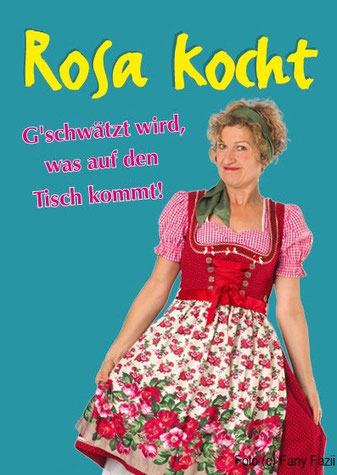 Rosa kocht
G'schwätzt wird,
was auf den
Tisch kommt!
Foto (c) Fany Fazii